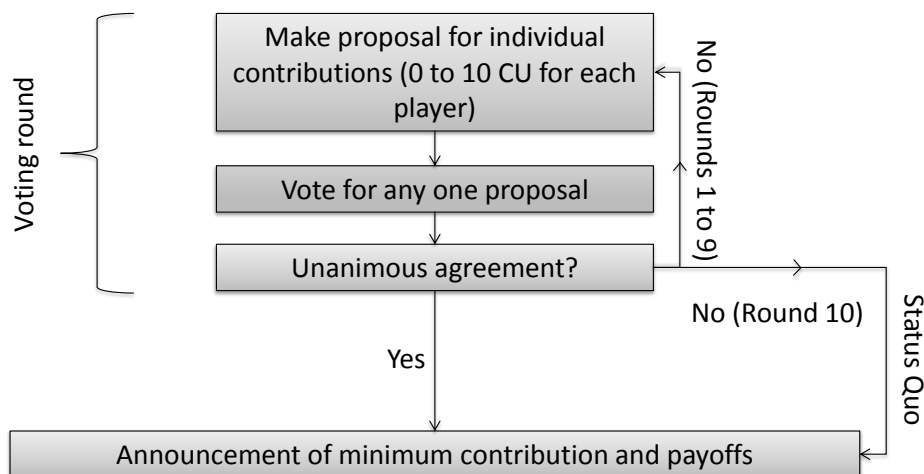 Voting round
Make proposal for individual
contributions (0 to 10 CU for each
player)
Vote for any one proposal
Unanimous agreement?
No (Rounds 1 to 9)
No (Round 10)
Status Quo
Yes
Announcement of minimum contribution and payoffs